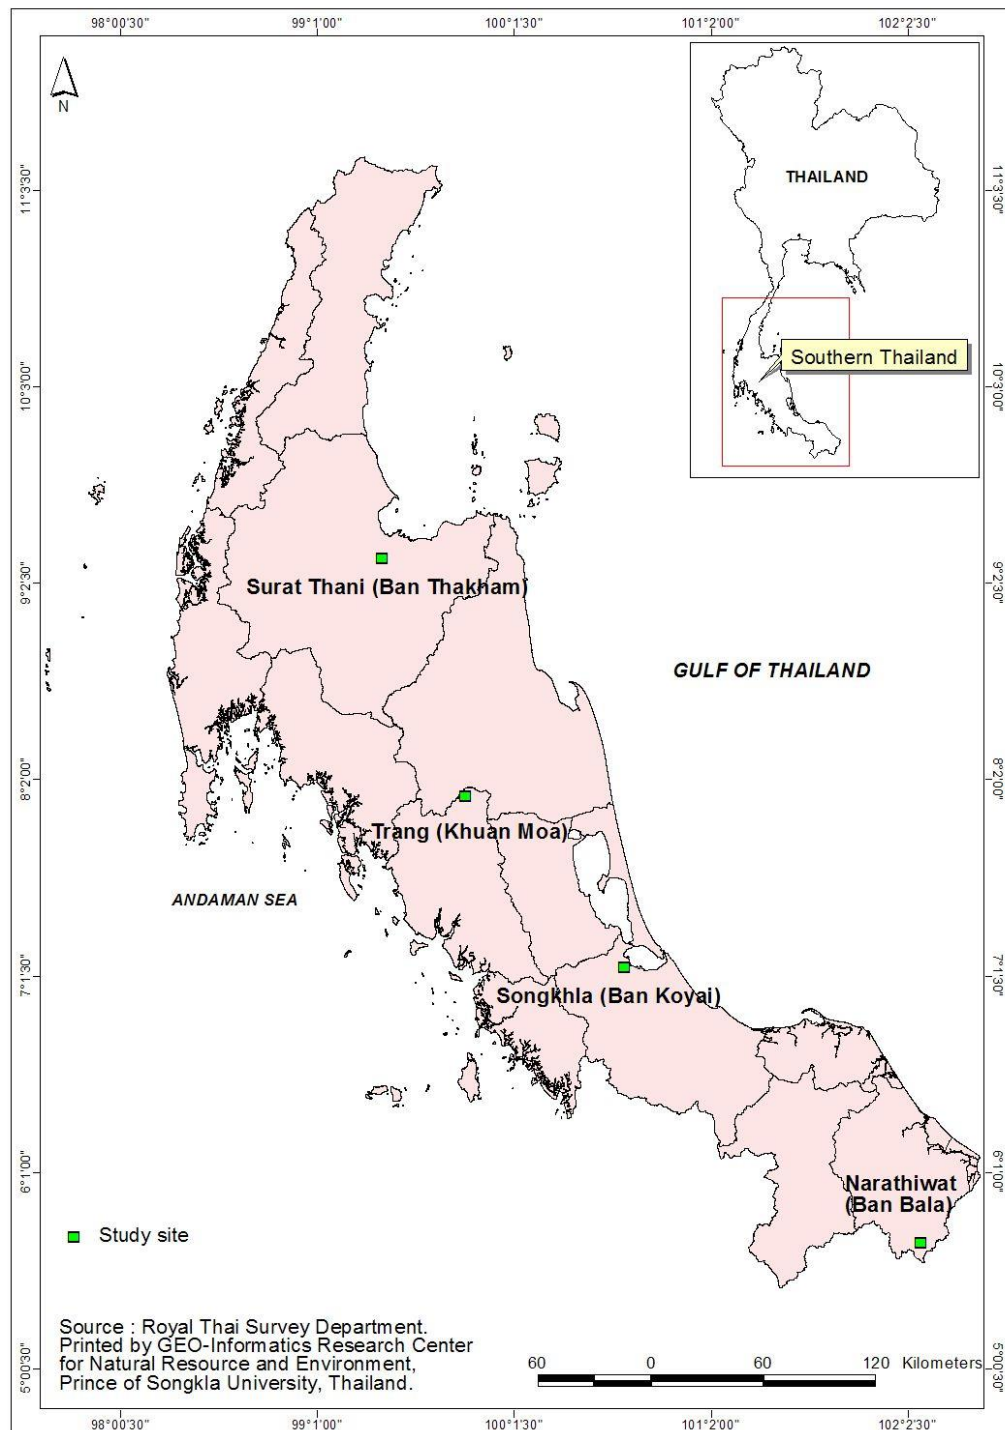 98°00'30" 99°1'00" 100°1'30" 101°2'00" 102°2'30"
N
THAILAND
Southern Thailand
11°3'30" 11°3'30"
10°3'00" 10°3'00"
9°2'30" 9°2'30"
Surat Thani (Ban Thakham)
GULF OF THAILAND
8°2'00" 8°2'00"
Trang (Khuan Moa)
ANDAMAN SEA
7°1'30" 7°1'30"
Songkhla (Ban Koyai)
6°1'00" 6°1'00"
Narathiwat
(Ban Bala)
Study site
Source : Royal Thai Survey Department.
Printed by GEO-Informatics Research Center
for Natural Resource and Environment,
Prince of Songkla University, Thailand.
60 0 60 120 Kilometers
5°00'30" 5°00'30"
98°00'30" 99°1'00" 100°1'30" 101°2'00" 102°2'30"